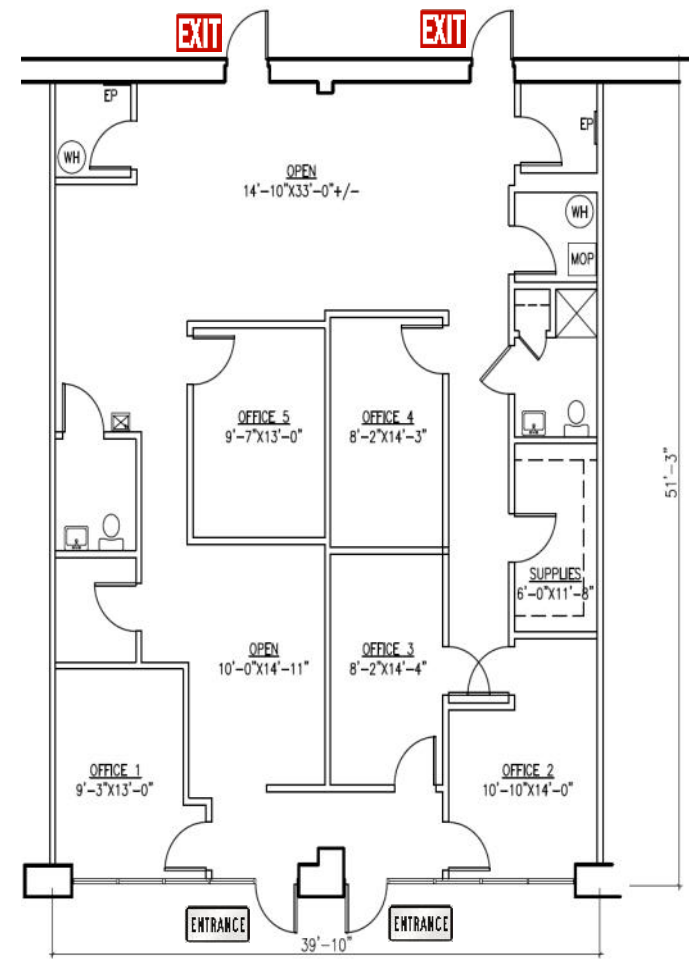 EXIT
EXIT
EP
EP
WH
OPEN
14'-10"X33'-0"+/-
WH
MOP
OFFICE 5
9'-7"X13'-0"
OFFICE 4
8'-2"X14'-3"
51'-3"
SUPPLIES
6'-0"X11'-8"
OPEN
10'-0"X14'-11"
OFFICE 3
8'-2"X14'-4"
OFFICE 1
9'-3"X13'-0"
OFFICE 2
10'-10"X14'-0"
ENTRANCE
ENTRANCE
39'-10"